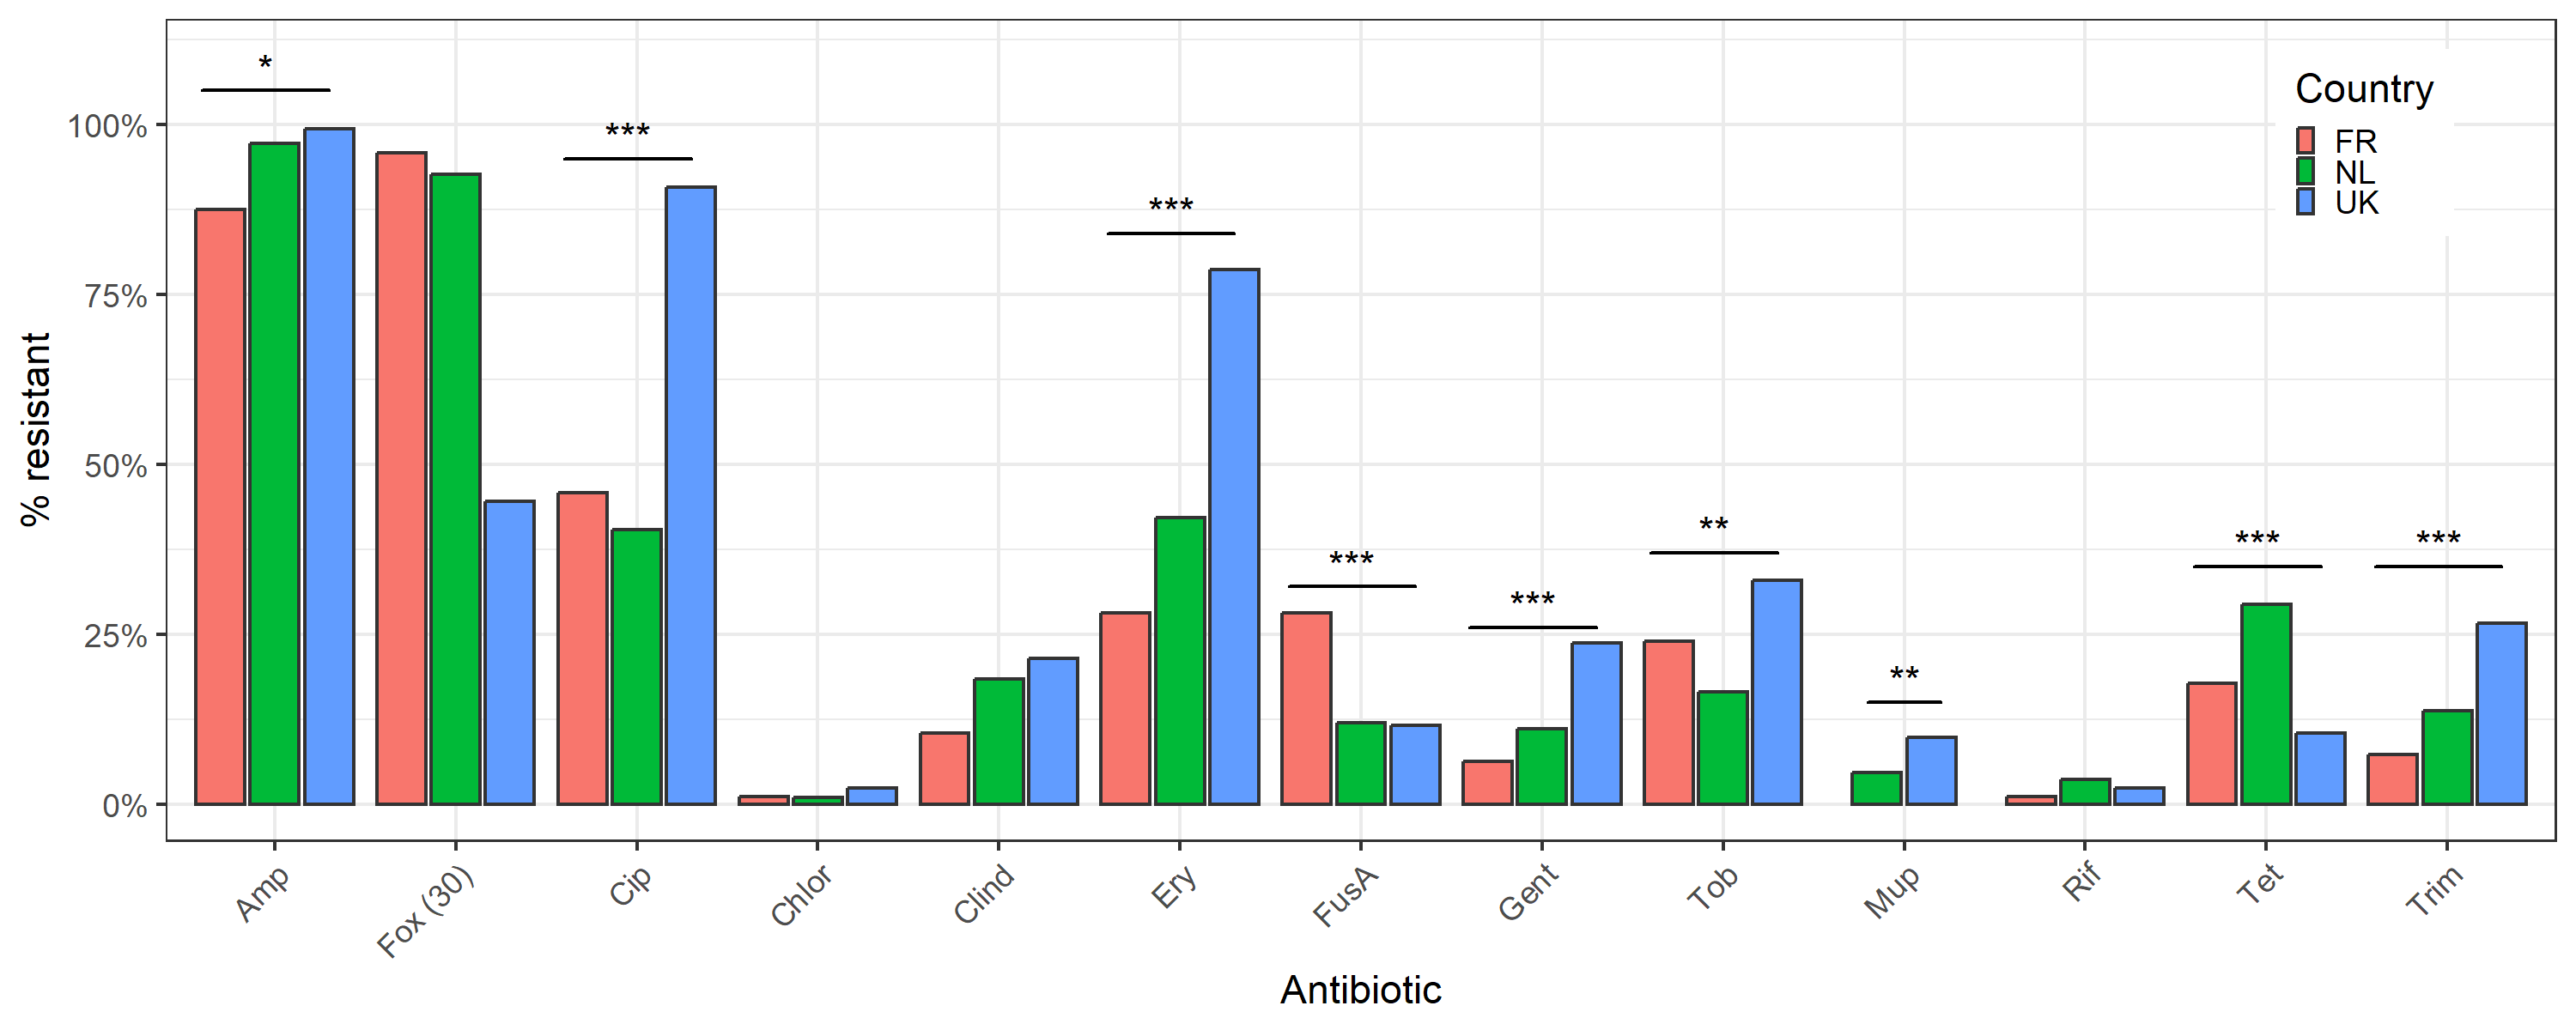 Country
FR
NL
UK
% resistant
100%
75%
50%
25%
0%
*
***
***
***
***
**
**
***
***
Amp
Fox (30)
Cip
Chlor
Clind
Ery
FusA
Gent
Tob
Mup
Rif
Tet
Trim
Antibiotic